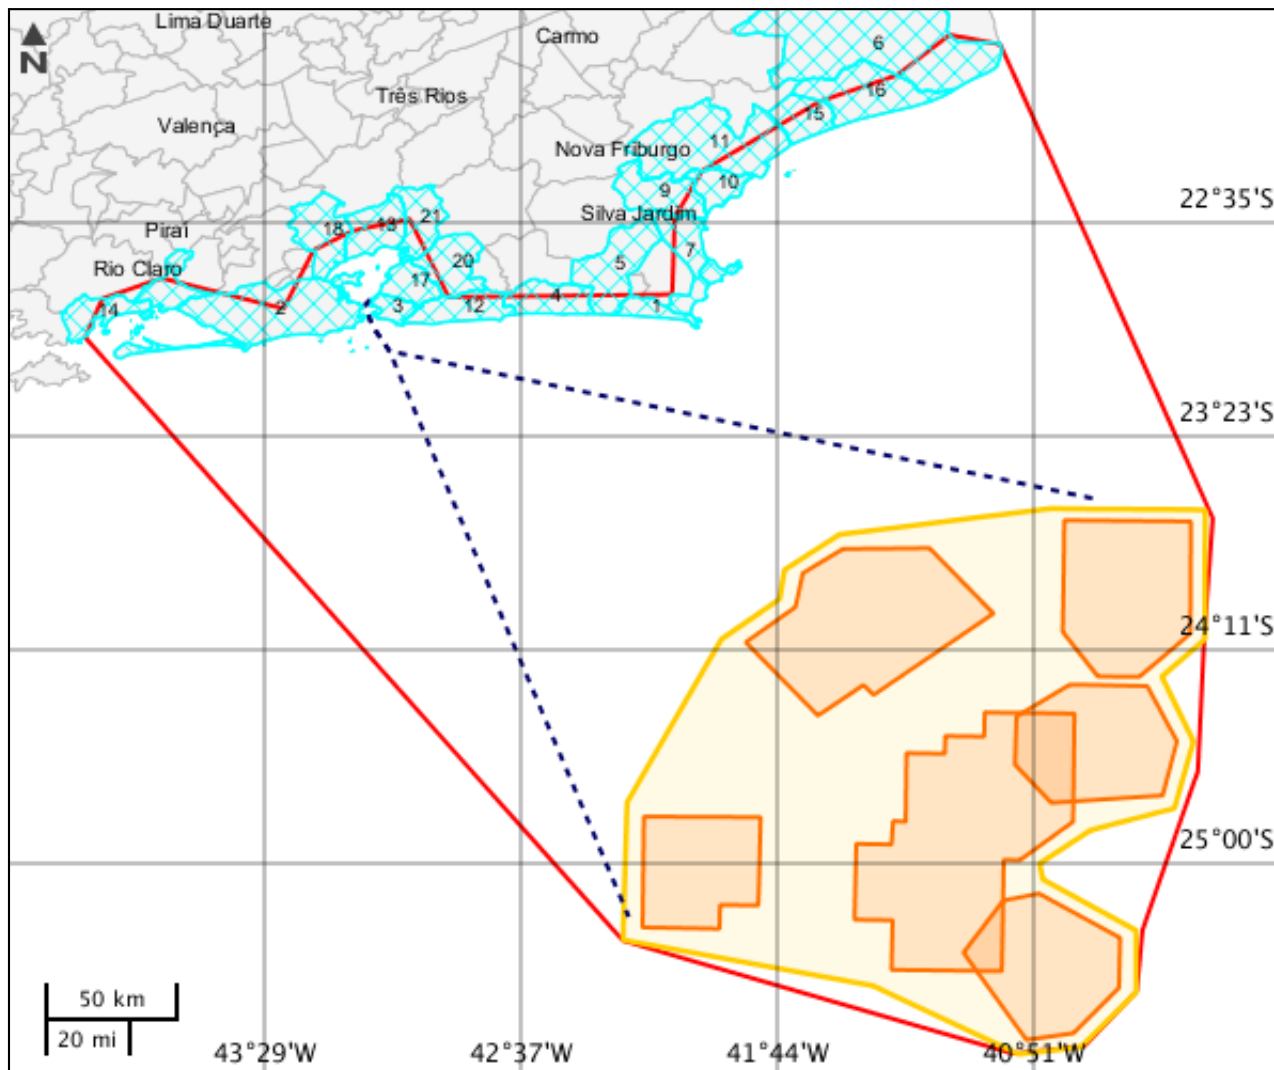 Lima Duarte
Carmo
6
N
Três Rios
16
15
Valença
11
Nova Friburgo
10
9
22°35'S
Silva Jardim
21
13
18
Piraí
7
20
5
Rio Claro
17
4
14
2
3
12
1
23°23'S
24°11'S
25°00'S
50 km
20 mi
43°29'W
42°37'W
41°44'W
40°51'W